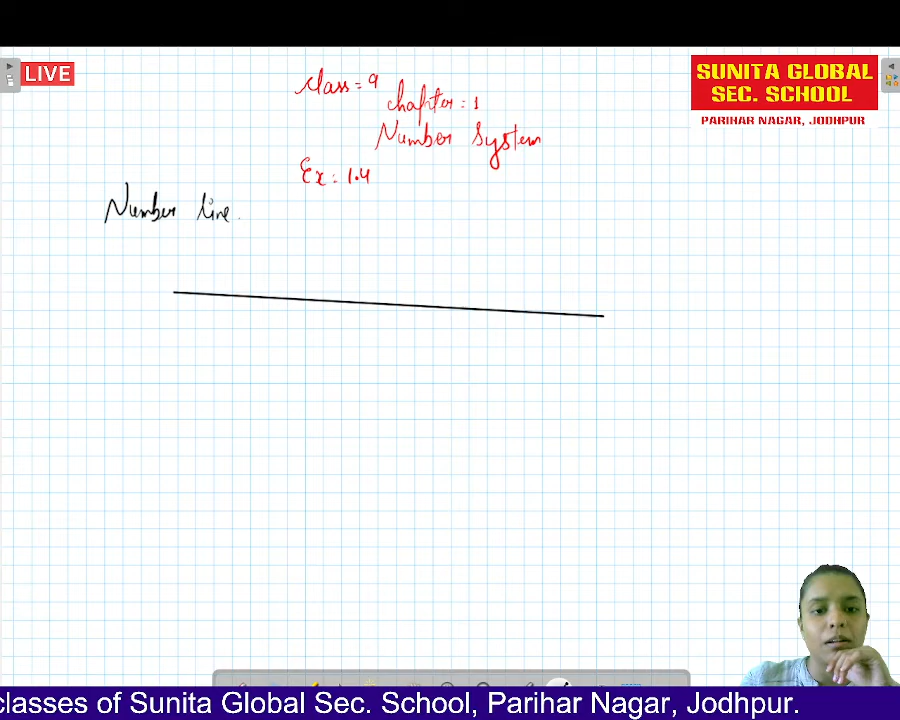 LIVE
SUNITA GLOBAL
SEC. SCHOOL
PARIHAR NAGAR, JODHPUR
Class = 9
Chapter : 1
Number System
Ex : 1.4
Number line.
classes of Sunita Global Sec. School, Parihar Nagar, Jodhpur.